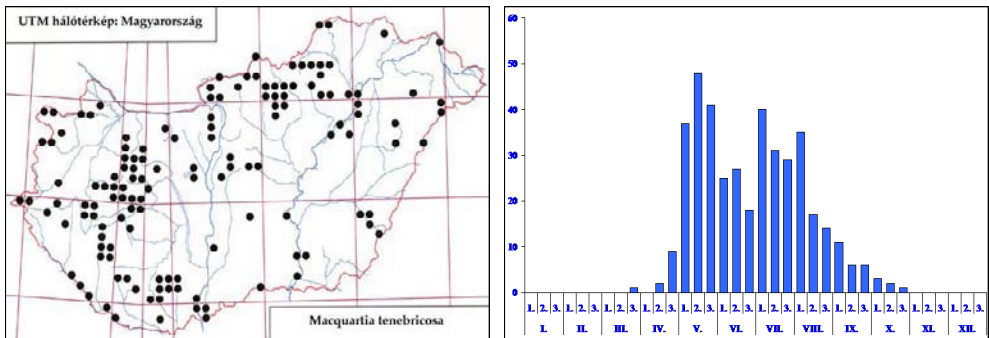 UTM hálótérkép: Magyarország
Macquartia tenebricosa
60
50
40
30
20
10
0
1. 2. 3. 1. 2. 3. 1. 2. 3. 1. 2. 3. 1. 2. 3. 1. 2. 3. 1. 2. 3. 1. 2. 3. 1. 2. 3. 1. 2. 3. 1. 2. 3. 1. 2. 3.
I. II. III. IV. V. VI. VII. VIII. IX. X. XI. XII.